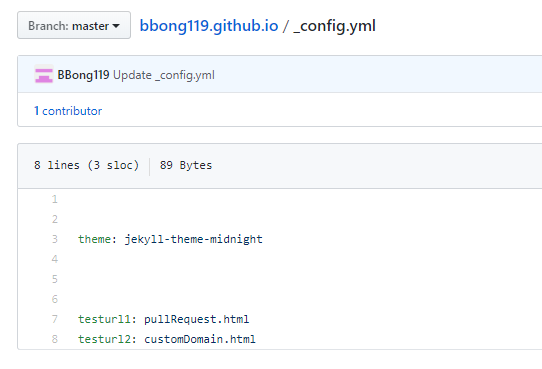 Branch: master
bbong119.github.io / _config.yml
BBong119 Update _config.yml
1 contributor
8 lines (3 sloc) 89 Bytes
1
2
3 theme: jekyll-theme-midnight
4
5
6
7 testurl1: pullRequest.html
8 testurl2: customDomain.html